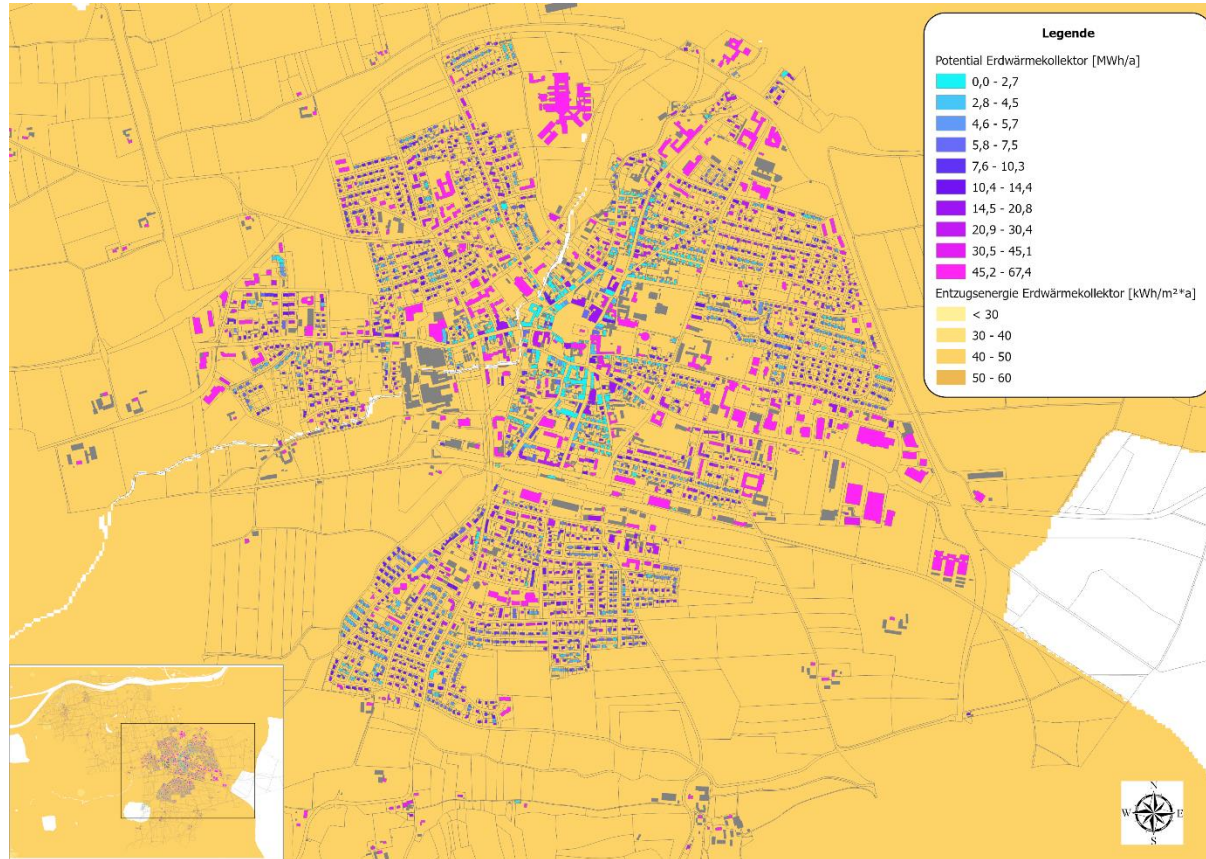 Legende
Potential Erdwärmekollektor [MWh/a]
0,0 - 2,7
2,8 - 4,5
4,6 - 5,7
5,8 - 7,5
7,6 - 10,3
10,4 - 14,4
14,5 - 20,8
20,9 - 30,4
30,5 - 45,1
45,2 - 67,4
Entzugsenergie Erdwärmekollektor [kWh/m²*a]
< 30
30 - 40
40 - 50
50 - 60
N
W E
S